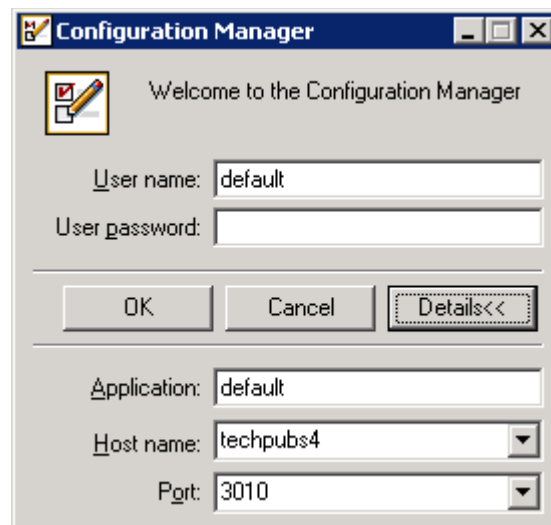 Configuration Manager
Welcome to the Configuration Manager
User name: default
User password:
OK Cancel Details<<
Application: default
Host name: techpubs4
Port: 3010